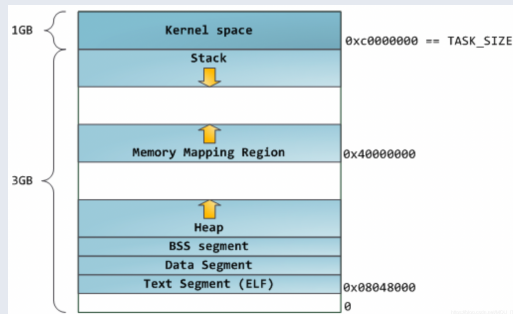 1GB
Kernel space
0xc0000000 == TASK_SIZE
Stack
Memory Mapping Region
0x40000000
3GB
Heap
BSS segment
Data Segment
Text Segment (ELF)
0x08048000
0